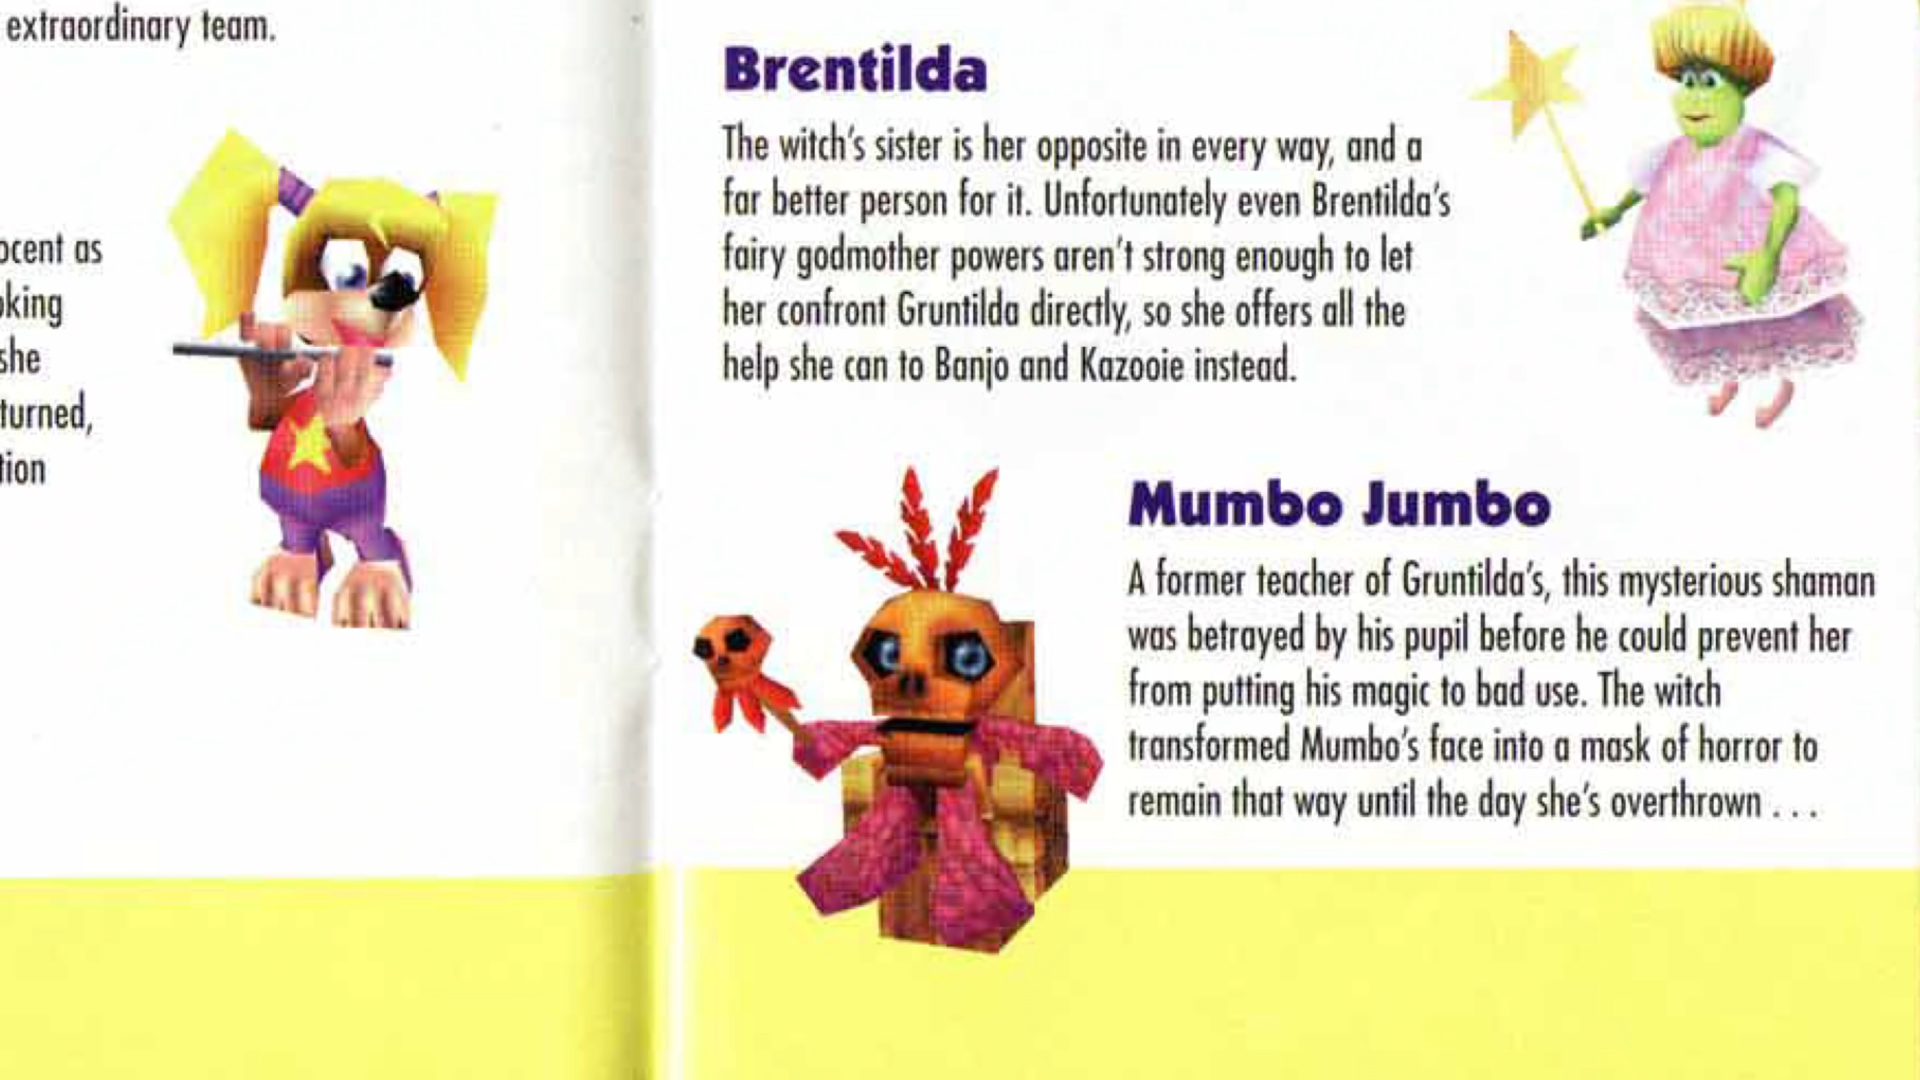 extraordinary team.
as
she
Brentilda
The witch's sister is her opposite in every way, and a
far better person for it. Unfortunately even Brentilda's
fairy godmother powers aren't strong enough to let
her confront Gruntilda directly, so she offers all the
help she can to Banjo and Kazooie instead.
Mumbo Jumbo
A former teacher of Gruntilda's, this mysterious shaman
was betrayed by his pupil before he could prevent her
from putting his magic to bad use. The witch
transformed Mumbo's face into a mask of horror to
remain that way until the day she's overthrown . . .